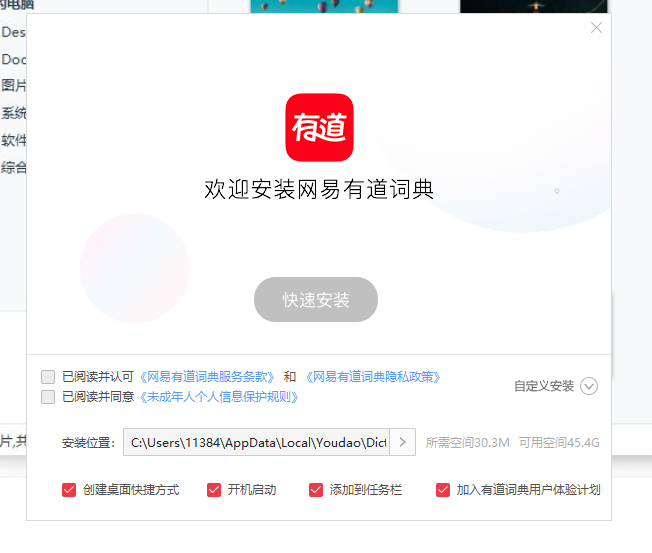 的电脑
Des
Doc
图片
系统
软件
综合
有道
欢迎安装网易有道词典
快速安装
已阅读并认可《网易有道词典服务条款》 和 《网易有道词典隐私政策》
已阅读并同意《未成年人个人信息保护规则》
自定义安装
片,共
安装位置: C:\Users\11384\AppData\Local\Youdao\Dict 所需空间30.3M 可用空间45.4G
创建桌面快捷方式 开机启动 添加到任务栏 加入有道词典用户体验计划